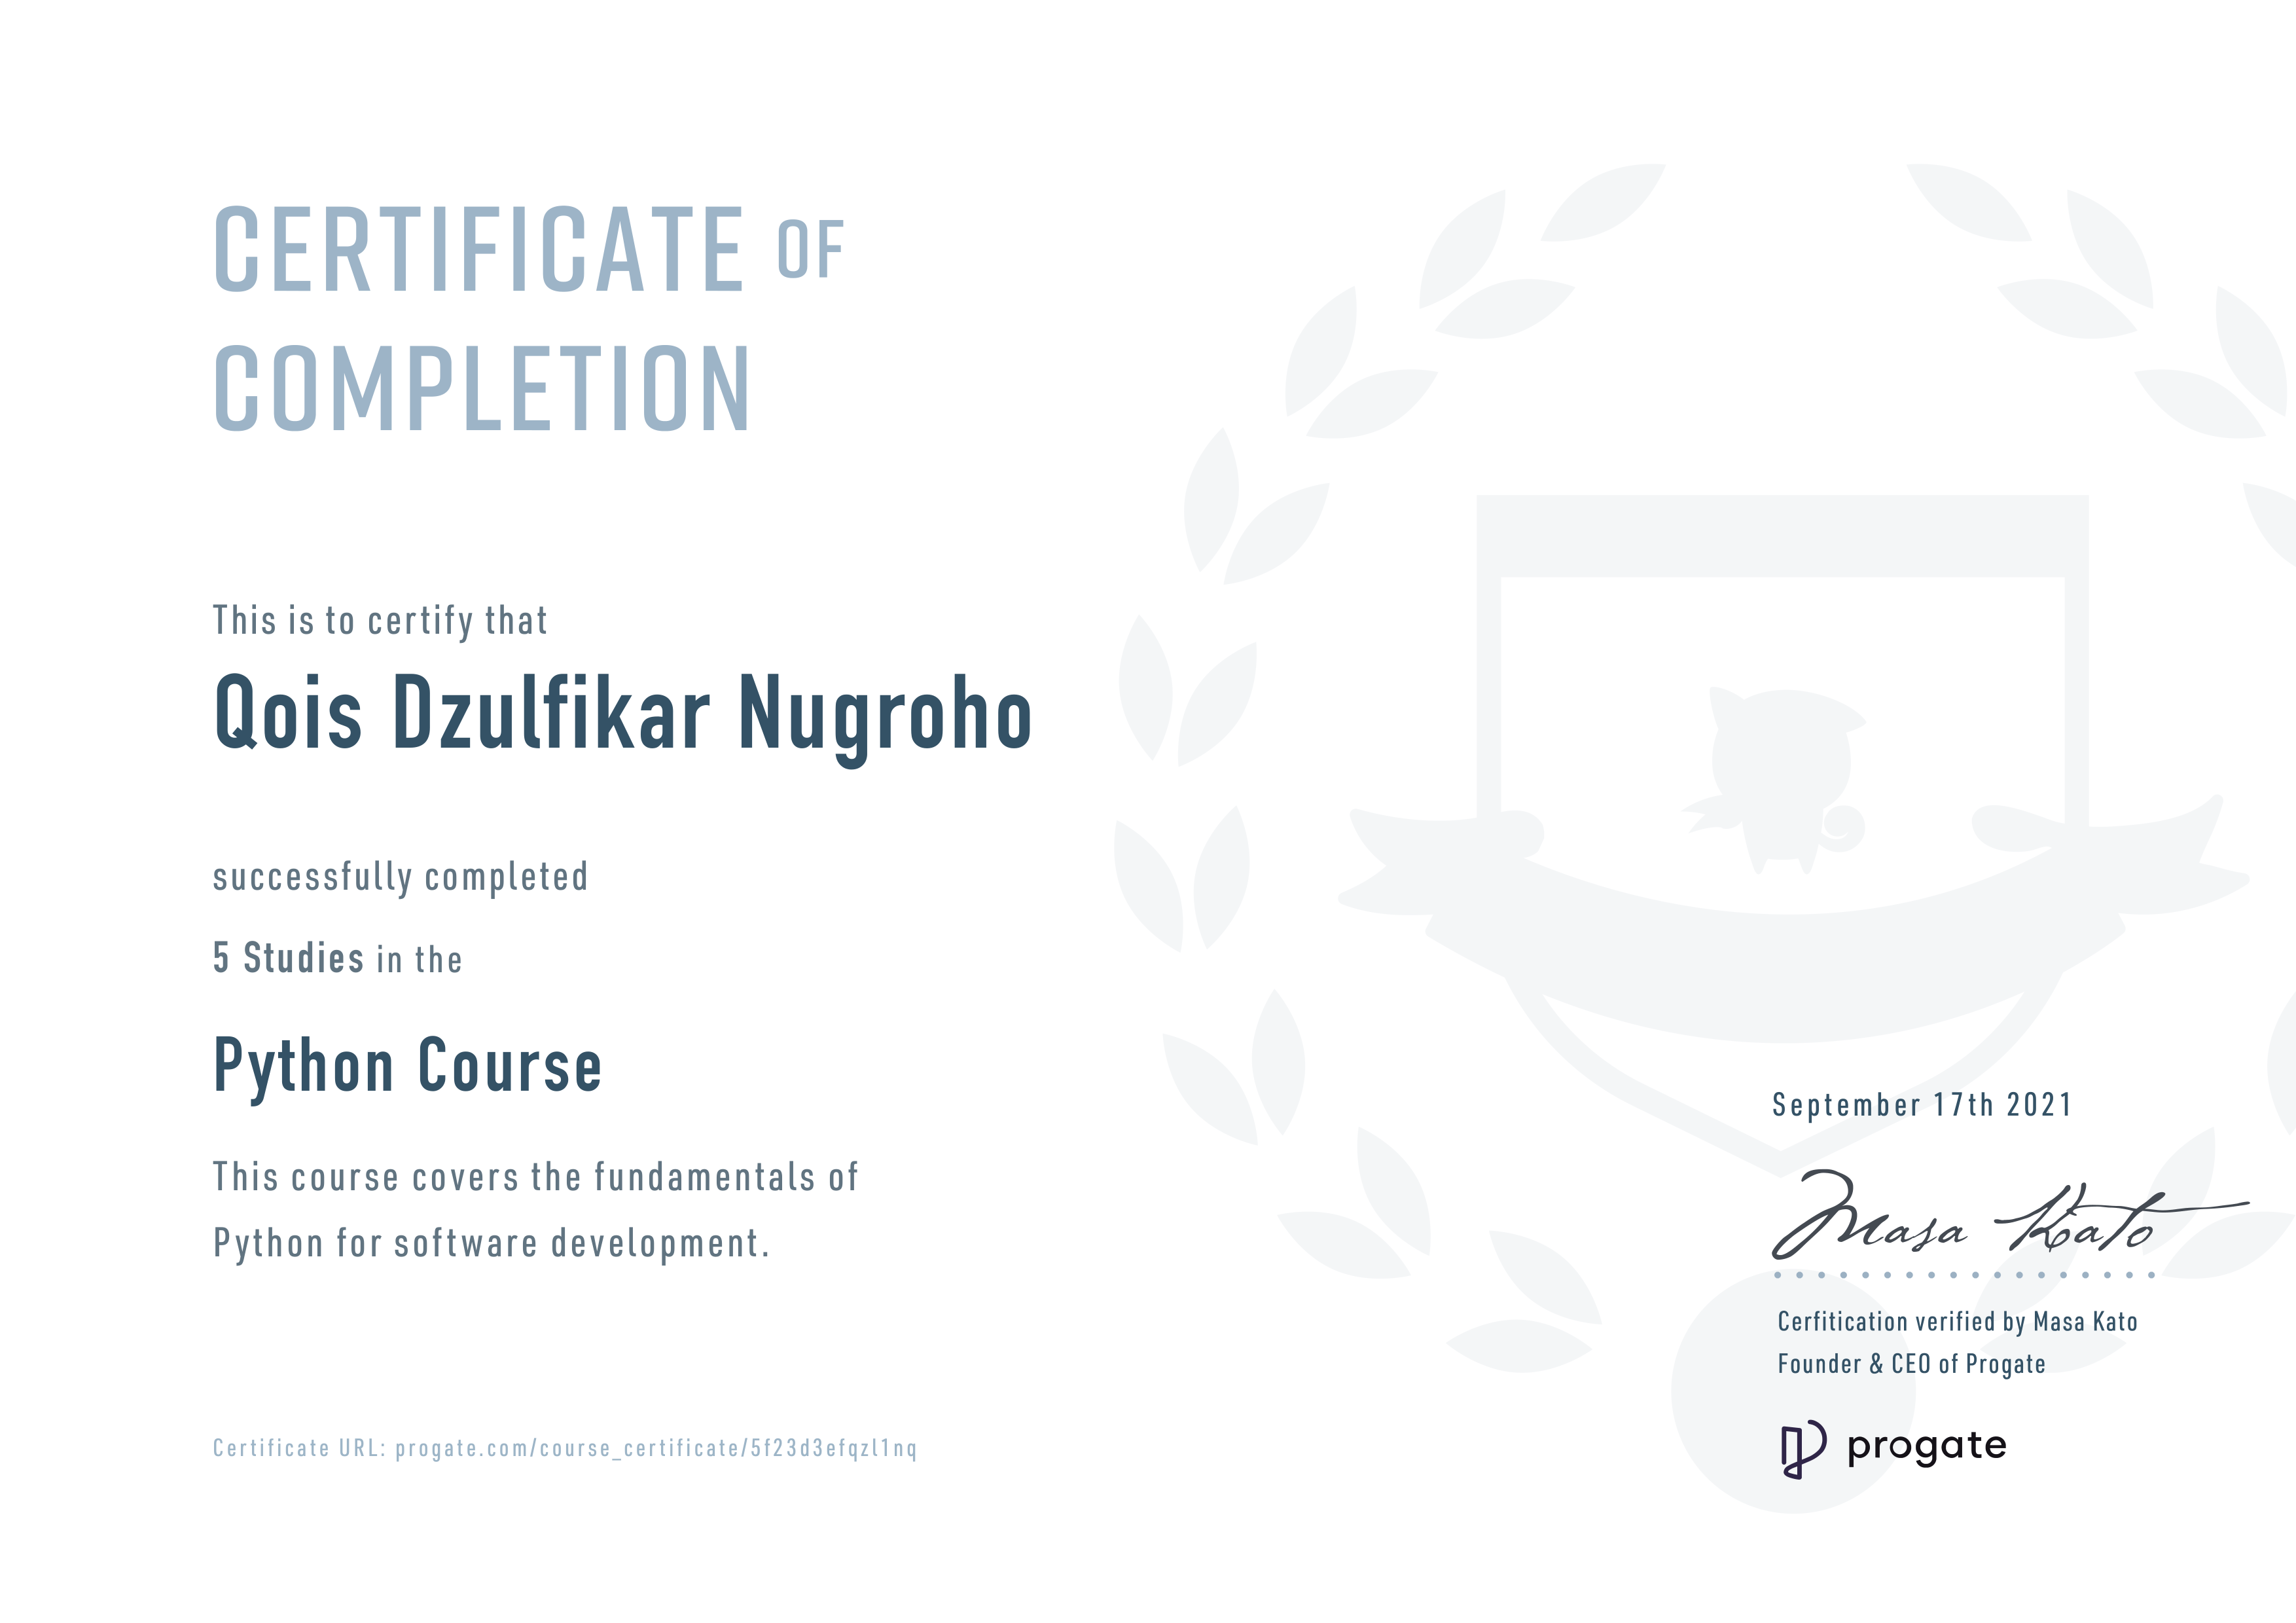 CERTIFICATE OF
COMPLETION
This is to certify that
Qois Dzulfikar Nugroho
successfully completed
5 Studies in the
Python Course
This course covers the fundamentals of
Python for software development.
Certificate URL: progate.com/course_certificate/5f23d3efqzl1nq
September 17th 2021
Masa Kato
Cerfitication verified by Masa Kato
Founder & CEO of Progate
progate